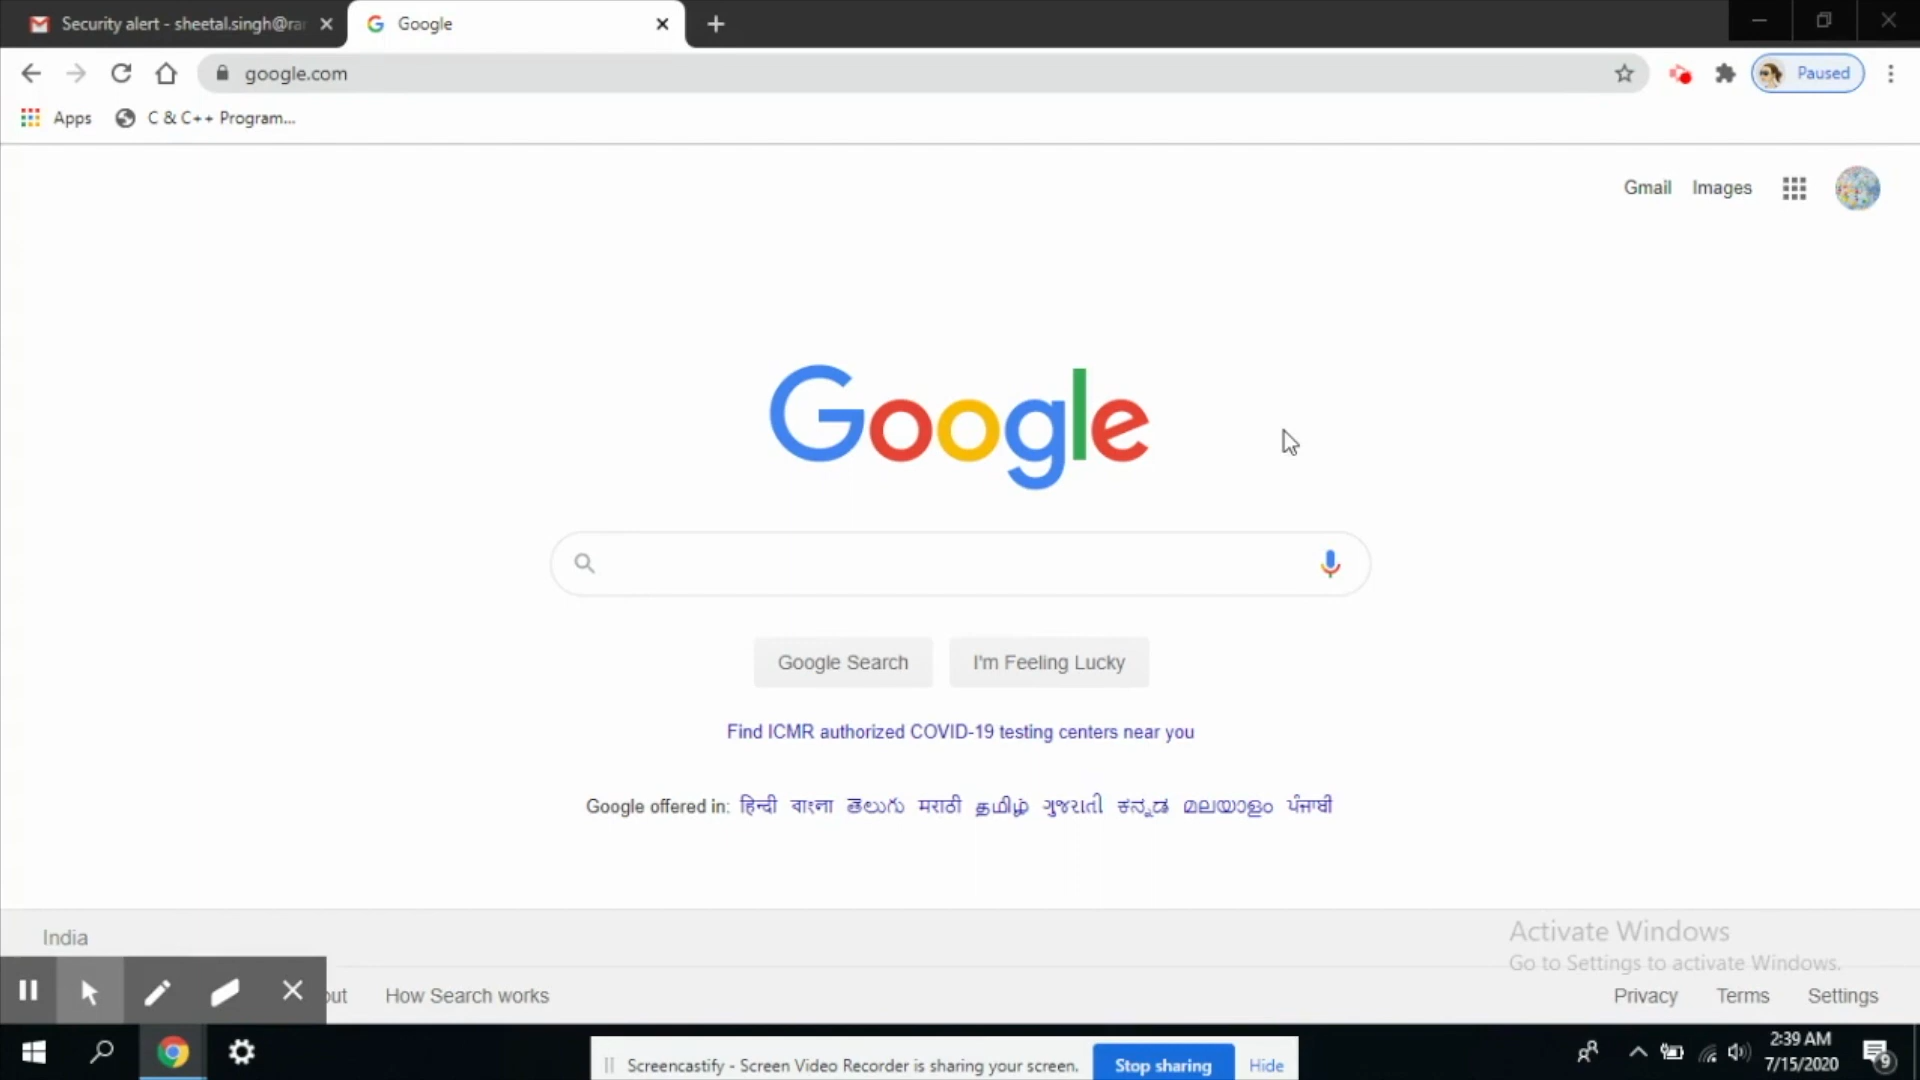 Security alert - sheetal.singh@ra
Google
google.com
Paused
Apps
C & C++ Program...
Gmail Images
Google
Google Search
I'm Feeling Lucky
Find ICMR authorized COVID-19 testing centers near you
Google offered in: हिन्दी বাংলা తెలుగు मराठी தமிழ் ગુજરાતી ಕನ್ನಡ മലയാളം ਪੰਜਾਬੀ
India
Activate Windows
Go to Settings to activate Windows.
out How Search works
Privacy Terms Settings
Screencastify - Screen Video Recorder is sharing your screen.
Stop sharing
Hide
2:39 AM
7/15/2020
9